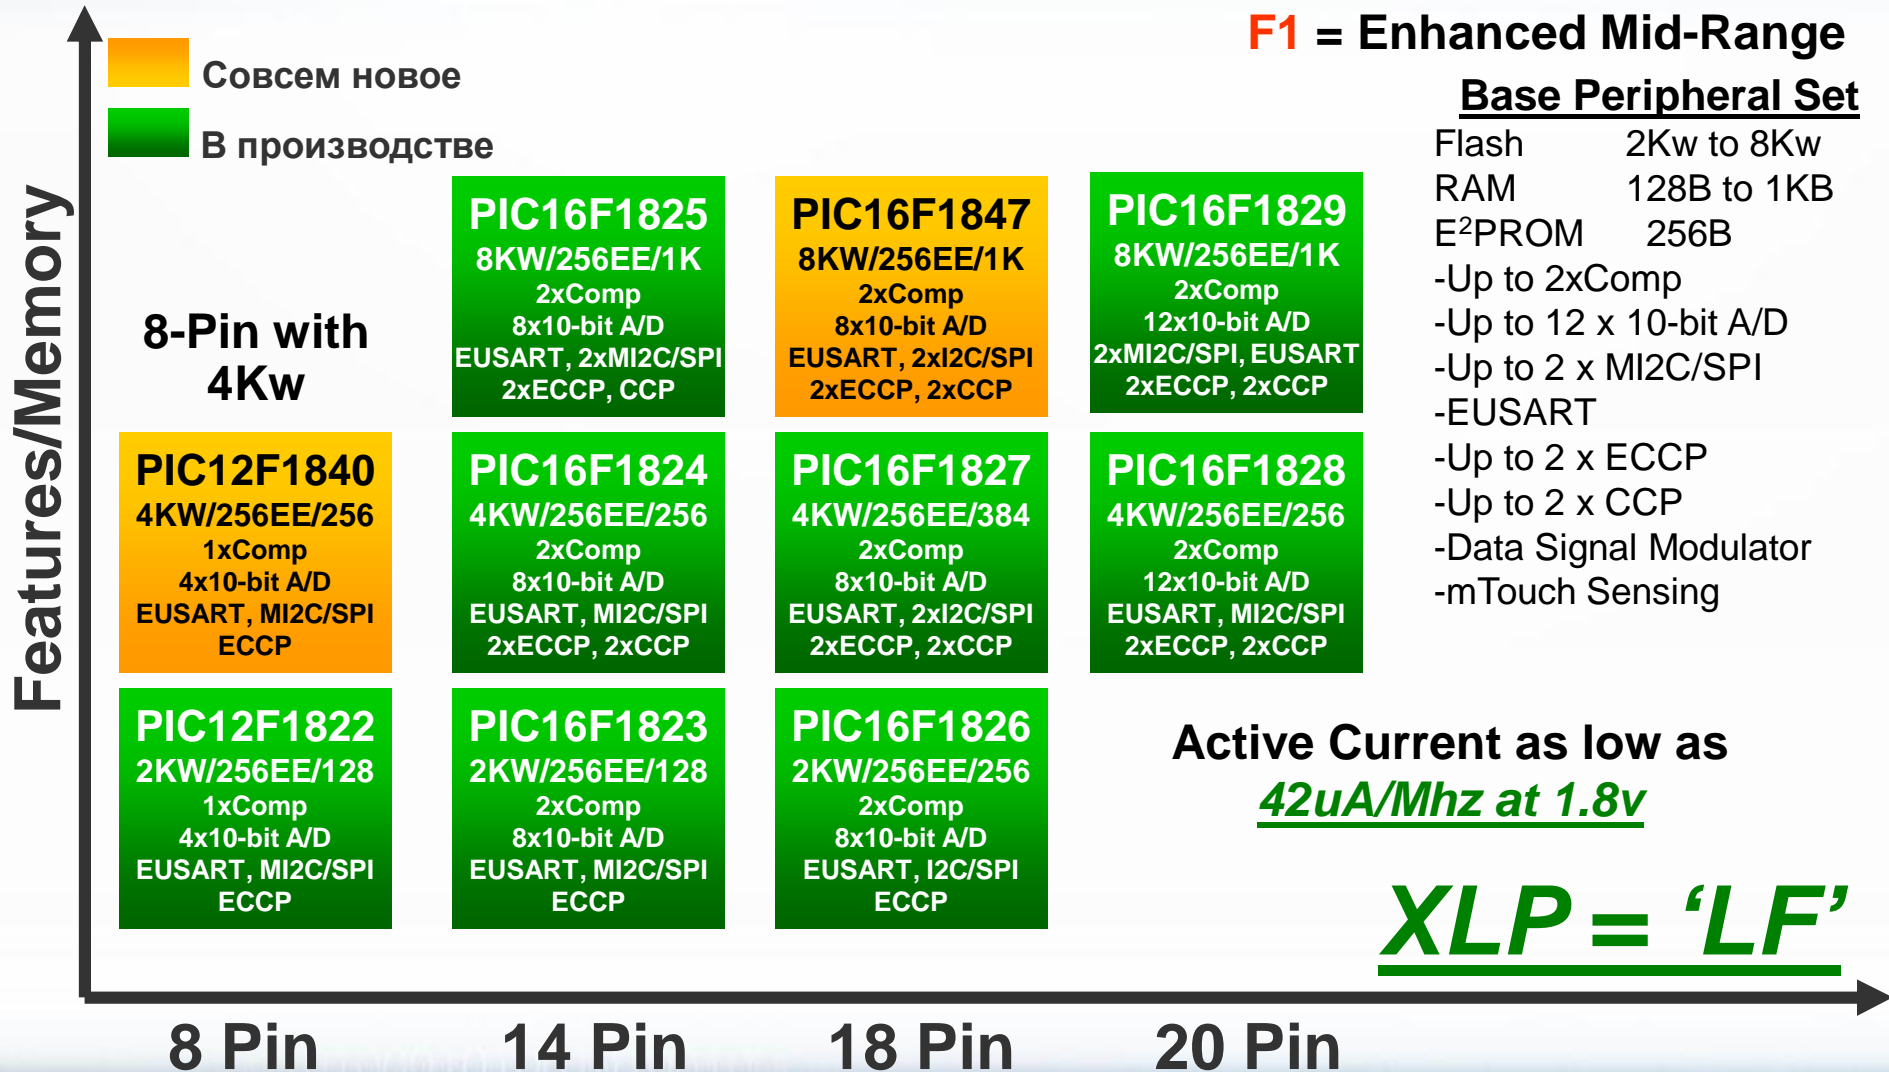 F1 = Enhanced Mid-Range
Совсем новое
В производстве
Base Peripheral Set
Flash 2Kw to 8Kw
RAM 128B to 1KB
E²PROM 256B
-Up to 2xComp
-Up to 12 x 10-bit A/D
-Up to 2 x MI2C/SPI
-EUSART
-Up to 2 x ECCP
-Up to 2 x CCP
-Data Signal Modulator
-mTouch Sensing
Features/Memory
8-Pin with
4Kw
PIC16F1825
8KW/256EE/1K
2xComp
8x10-bit A/D
EUSART, 2xMI2C/SPI
2xECCP, CCP
PIC16F1847
8KW/256EE/1K
2xComp
8x10-bit A/D
EUSART, 2xI2C/SPI
2xECCP, 2xCCP
PIC16F1829
8KW/256EE/1K
2xComp
12x10-bit A/D
2xMI2C/SPI, EUSART
2xECCP, 2xCCP
PIC12F1840
4KW/256EE/256
1xComp
4x10-bit A/D
EUSART, MI2C/SPI
ECCP
PIC16F1824
4KW/256EE/256
2xComp
8x10-bit A/D
EUSART, MI2C/SPI
2xECCP, 2xCCP
PIC16F1827
4KW/256EE/384
2xComp
8x10-bit A/D
EUSART, 2xI2C/SPI
2xECCP, 2xCCP
PIC16F1828
4KW/256EE/256
2xComp
12x10-bit A/D
EUSART, MI2C/SPI
2xECCP, 2xCCP
PIC12F1822
2KW/256EE/128
1xComp
4x10-bit A/D
EUSART, MI2C/SPI
ECCP
PIC16F1823
2KW/256EE/128
2xComp
8x10-bit A/D
EUSART, MI2C/SPI
ECCP
PIC16F1826
2KW/256EE/256
2xComp
8x10-bit A/D
EUSART, I2C/SPI
ECCP
Active Current as low as
42uA/Mhz at 1.8v
XLP = ‘LF’
8 Pin
14 Pin
18 Pin
20 Pin